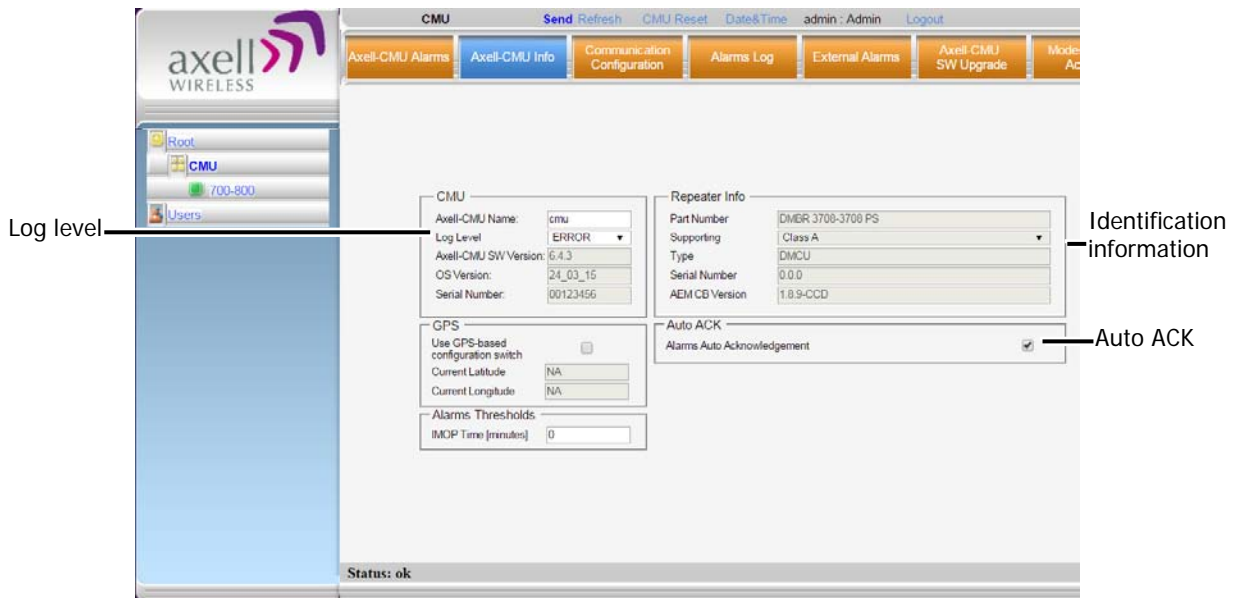 axell
WIRELESS
CMU Send Refresh CMU Reset Date&Time admin : Admin Logout
Axell-CMU Alarms
Axell-CMU Info
Communication
Configuration
Alarms Log
External Alarms
Axell-CMU
SW Upgrade
Root
CMU
700-800
Users
Log level
CMU
Axell-CMU Name: cmu
Log Level ERROR
Axell-CMU SW Version: 6.4.3
OS Version: 24_03_15
Serial Number: 00123456
Repeater Info
Part Number DMBR 3708-3708 PS
Supporting Class A
Type DMCU
Serial Number 0.0.0
AEM CB Version 1.8.9-CCD
Identification
information
GPS
Use GPS-based
configuration switch
Current Latitude NA
Current Longitude NA
Auto ACK
Alarms Auto Acknowledgement
Auto ACK
Alarms Thresholds
IMOP Time [minutes] 0
Status: ok